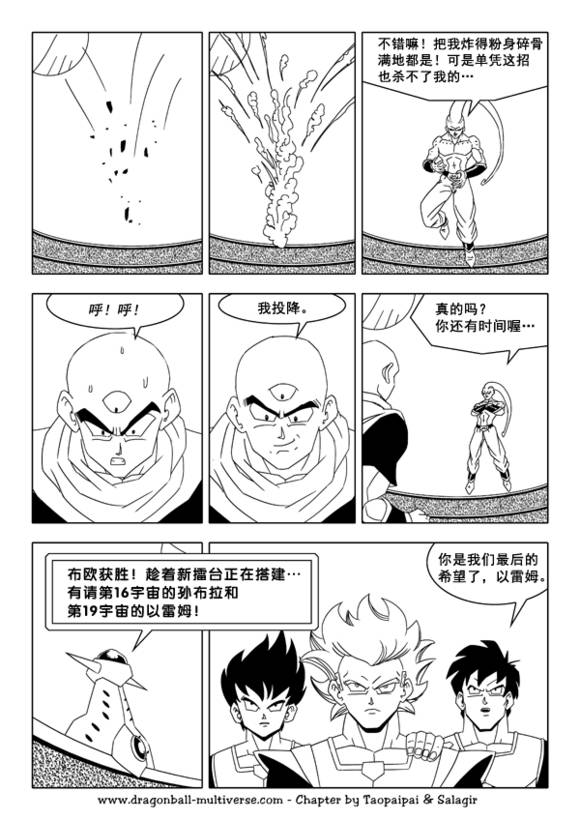 不错嘛！把我炸得粉身碎骨
满地都是！可是单凭这招
也杀不了我的…
呼！呼！
我投降。
真的吗？
你还有时间喔…
布欧获胜！趁着新擂台正在搭建…
有请第16宇宙的孙布拉和
第19宇宙的以雷姆！
你是我们最后的
希望了，以雷姆。
www.dragonball-multiverse.com - Chapter by Taopaipai & Salagir